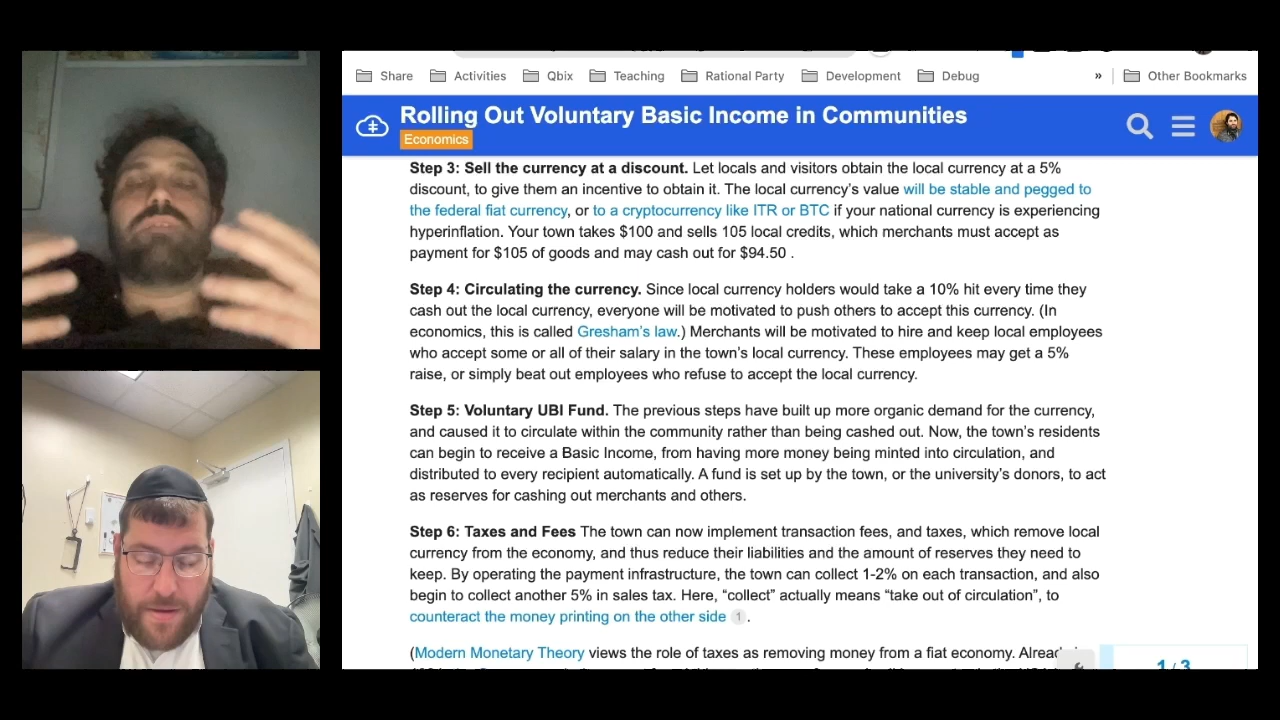 Share Activities Qbix Teaching Rational Party Development Debug » Other Bookmarks
Rolling Out Voluntary Basic Income in Communities
Economics
Step 3: Sell the currency at a discount. Let locals and visitors obtain the local currency at a 5%
discount, to give them an incentive to obtain it. The local currency’s value will be stable and pegged to
the federal fiat currency, or to a cryptocurrency like ITR or BTC if your national currency is experiencing
hyperinflation. Your town takes $100 and sells 105 local credits, which merchants must accept as
payment for $105 of goods and may cash out for $94.50 .
Step 4: Circulating the currency. Since local currency holders would take a 10% hit every time they
cash out the local currency, everyone will be motivated to push others to accept this currency. (In
economics, this is called Gresham’s law.) Merchants will be motivated to hire and keep local employees
who accept some or all of their salary in the town’s local currency. These employees may get a 5%
raise, or simply beat out employees who refuse to accept the local currency.
Step 5: Voluntary UBI Fund. The previous steps have built up more organic demand for the currency,
and caused it to circulate within the community rather than being cashed out. Now, the town’s residents
can begin to receive a Basic Income, from having more money being minted into circulation, and
distributed to every recipient automatically. A fund is set up by the town, or the university’s donors, to act
as reserves for cashing out merchants and others.
Step 6: Taxes and Fees The town can now implement transaction fees, and taxes, which remove local
currency from the economy, and thus reduce their liabilities and the amount of reserves they need to
keep. By operating the payment infrastructure, the town can collect 1-2% on each transaction, and also
begin to collect another 5% in sales tax. Here, “collect” actually means “take out of circulation”, to
counteract the money printing on the other side 1 .
(Modern Monetary Theory views the role of taxes as removing money from a fiat economy.
1 / 3